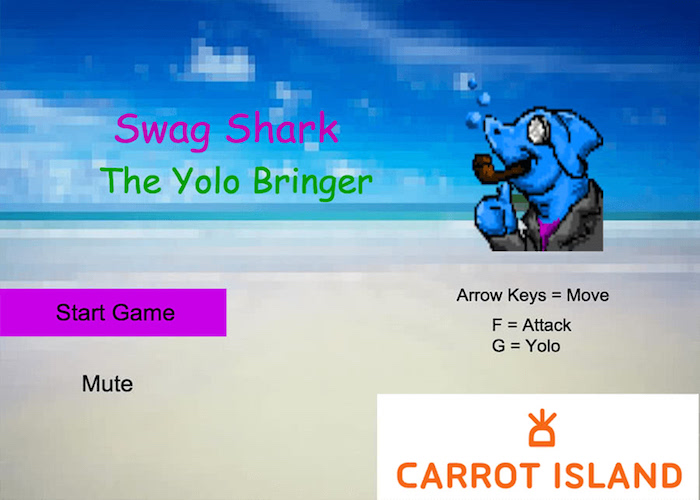 Swag Shark
The Yolo Bringer
Start Game
Mute
Arrow Keys = Move
F = Attack
G = Yolo
CARROT ISLAND